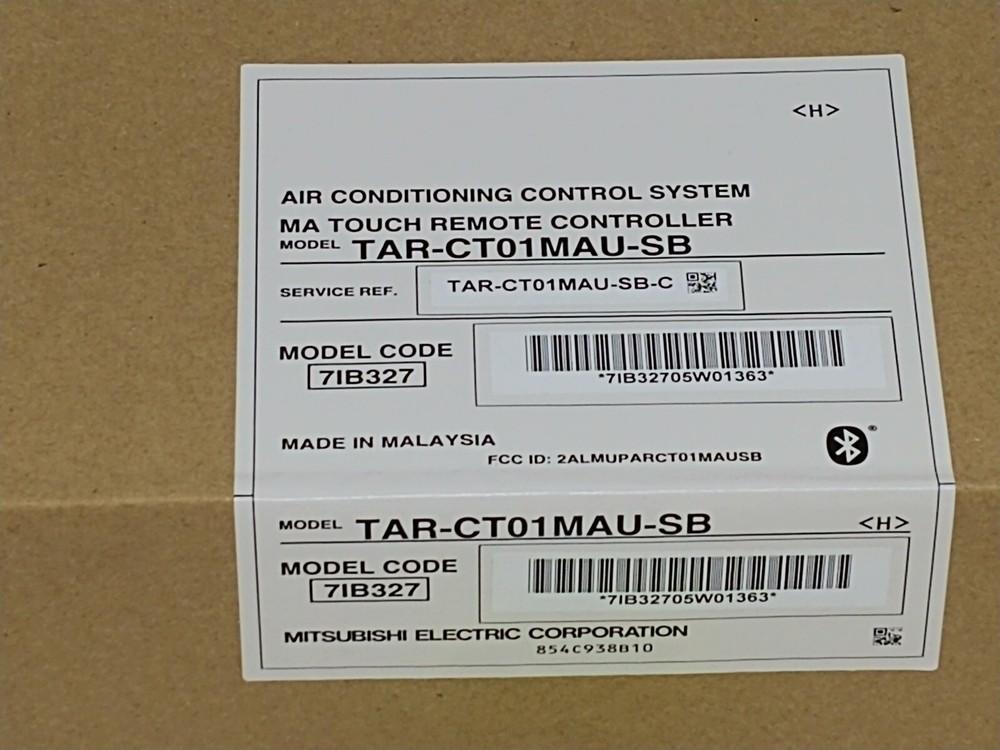 <H>
AIR CONDITIONING CONTROL SYSTEM
MA TOUCH REMOTE CONTROLLER
MODEL TAR-CT01MAU-SB
SERVICE REF. TAR-CT01MAU-SB-C
MODEL CODE
7IB327
*7IB32705W01363*
MADE IN MALAYSIA
®
FCC ID: 2ALMUPARCT01MAUSB
MODEL TAR-CT01MAU-SB <H>
MODEL CODE
7IB327
*7IB32705W01363*
MITSUBISHI ELECTRIC CORPORATION
854C938B10